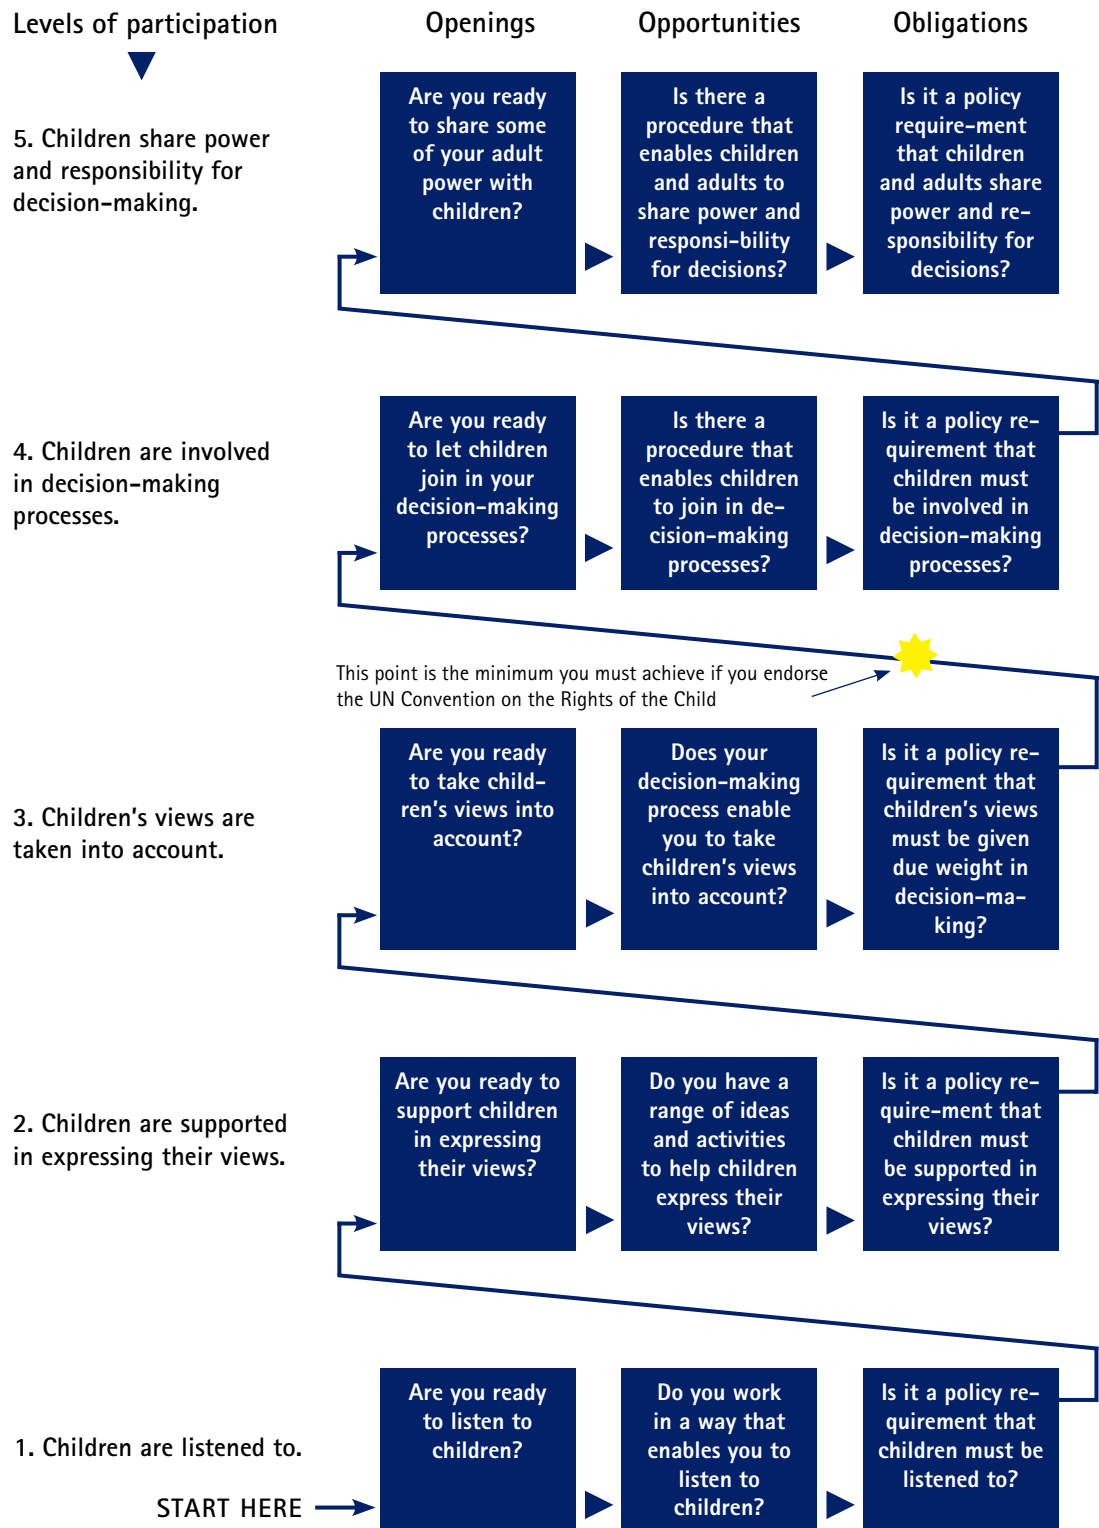 Levels of participation
Openings
Opportunities
Obligations
5. Children share power
and responsibility for
decision-making.
Are you ready
to share some
of your adult
power with
children?
Is there a
procedure that
enables children
and adults to
share power and
responsi-bility
for decisions?
Is it a policy
require-ment
that children
and adults share
power and re-
sponsibility for
decisions?
4. Children are involved
in decision-making
processes.
Are you ready
to let children
join in your
decision-making
processes?
Is there a
procedure that
enables children
to join in de-
cision-making
processes?
Is it a policy re-
quirement that
children must
be involved in
decision-making
processes?
This point is the minimum you must achieve if you endorse
the UN Convention on the Rights of the Child
3. Children's views are
taken into account.
Are you ready
to take child-
ren's views into
account?
Does your
decision-making
process enable
you to take
children's views
into account?
Is it a policy re-
quirement that
children's views
must be given
due weight in
decision-ma-
king?
2. Children are supported
in expressing their views.
Are you ready to
support children
in expressing
their views?
Do you have a
range of ideas
and activities
to help children
express their
views?
Is it a policy re-
quire-ment that
children must
be supported in
expressing their
views?
1. Children are listened to.
START HERE
Are you ready
to listen to
children?
Do you work
in a way that
enables you to
listen to
children?
Is it a policy re-
quirement that
children must be
listened to?